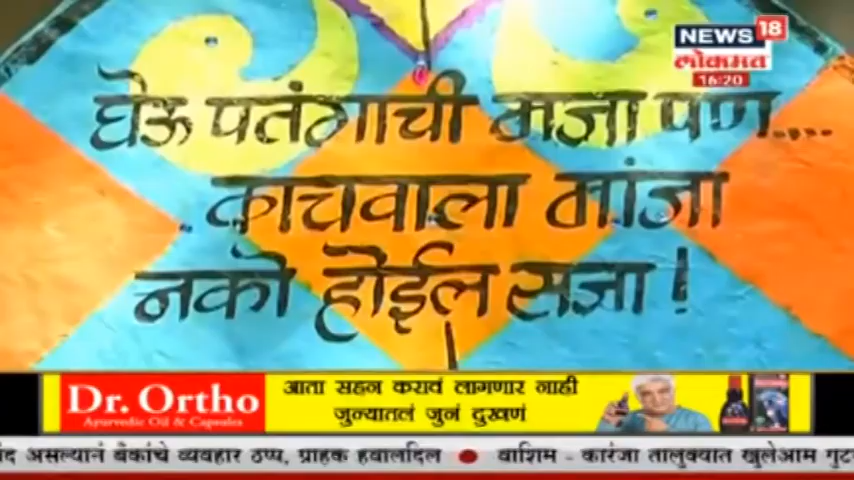 NEWS 18
लोकमत
16:20
घेऊ पतंगाची मजा पण....
. काचवाला मांजा
नको होईल सजा !
Dr. Ortho
Ayurvedic Oil & Capsules
आता सहन करावं लागणार नाही
जुन्यातलं जुनं दुखणं
असल्यानं बँकांचे व्यवहार ठप्प, ग्राहक हवालदिल ● वाशिम - कारंजा तालुक्यात खुलेआम